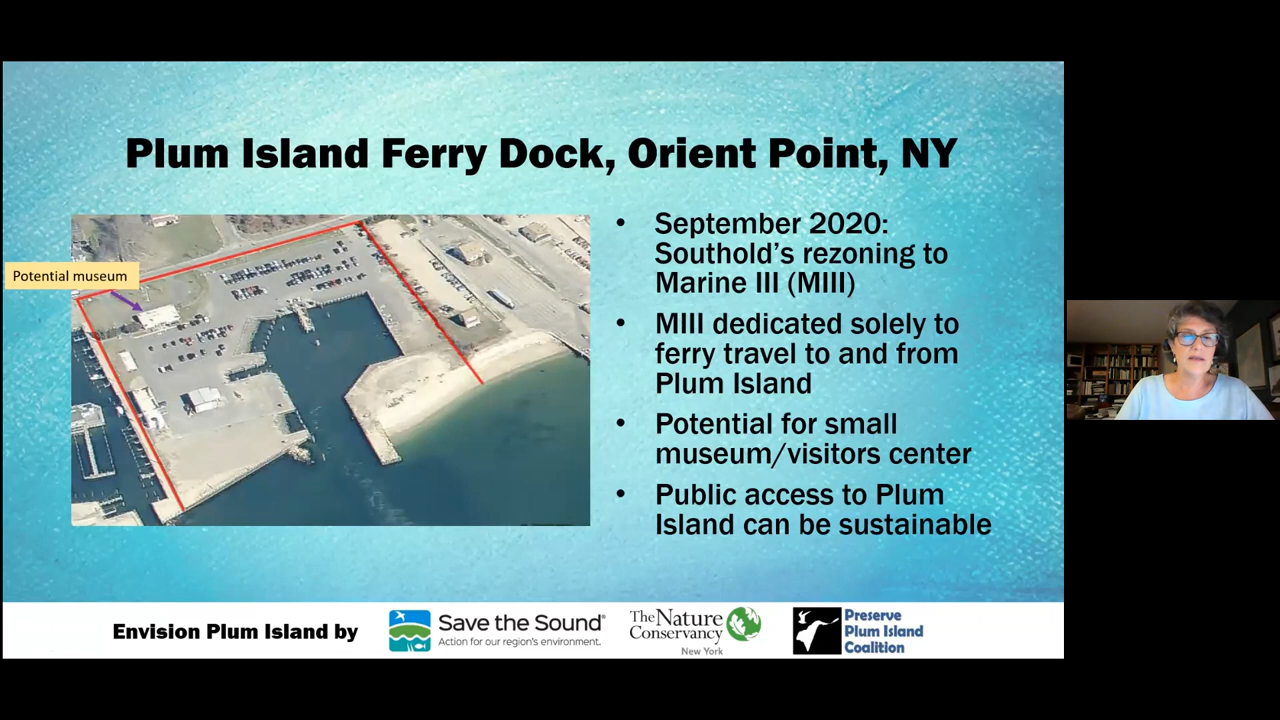 Plum Island Ferry Dock, Orient Point, NY
Potential museum
• September 2020:
Southold's rezoning to
Marine III (MIII)
• MIII dedicated solely to
ferry travel to and from
Plum Island
• Potential for small
museum/visitors center
• Public access to Plum
Island can be sustainable
Envision Plum Island by
Save the Sound®
Action for our region's environment.
The Nature
Conservancy
New York
Preserve
Plum Island
Coalition